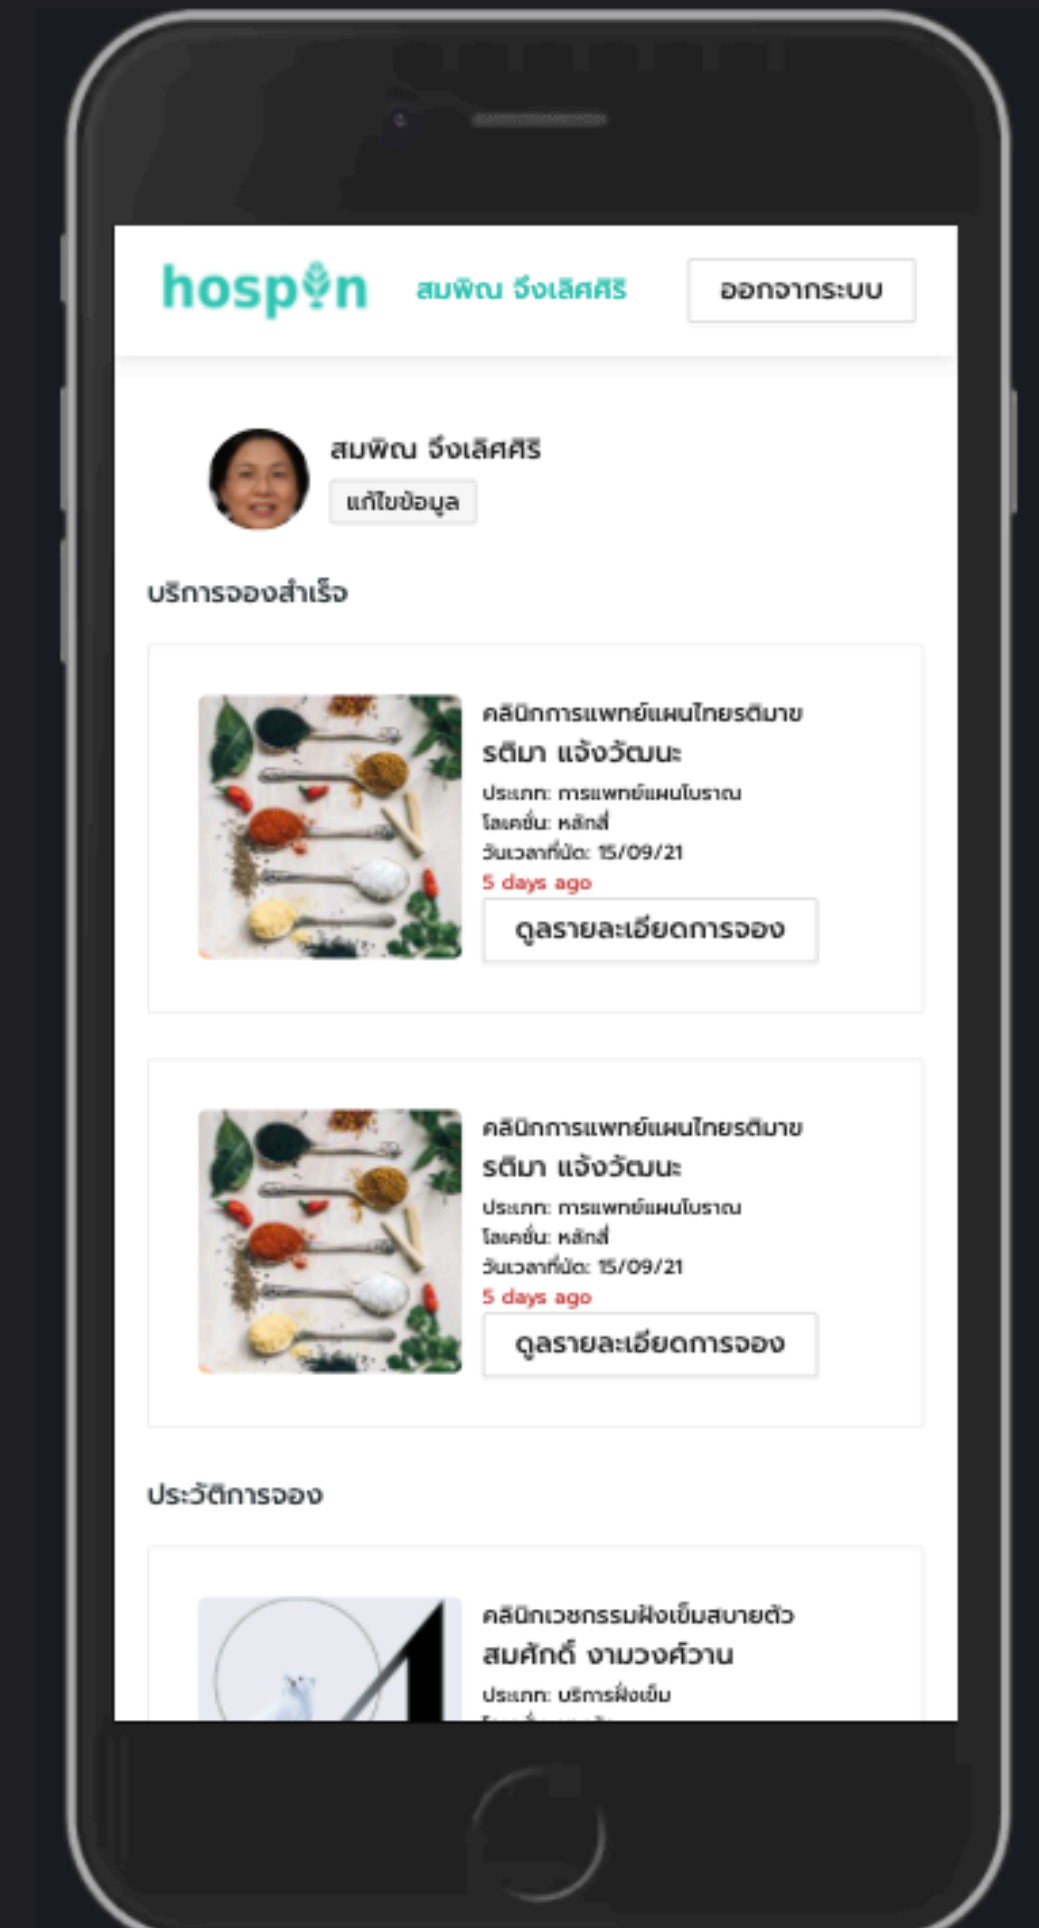 hospin
สมพิณ จึงเลิศศิริ
ออกจากระบบ
สมพิณ จึงเลิศศิริ
แก้ไขข้อมูล
บริการจองสำเร็จ
คลินิกการแพทย์แผนไทยรติมาข
รติมา แจ้งวัฒนะ
ประเภท: การแพทย์แผนโบราณ
โลเคชั่น: หลักสี่
วันเวลาที่นัด: 15/09/21
5 days ago
ดูลรายละเอียดการจอง
คลินิกการแพทย์แผนไทยรติมาข
รติมา แจ้งวัฒนะ
ประเภท: การแพทย์แผนโบราณ
โลเคชั่น: หลักสี่
วันเวลาที่นัด: 15/09/21
5 days ago
ดูลรายละเอียดการจอง
ประวัติการจอง
คลินิกเวชกรรมฝังเข็มสบายตัว
สมศักดิ์ งามวงศ์วาน
ประเภท: บริการฝั่งเข็ม